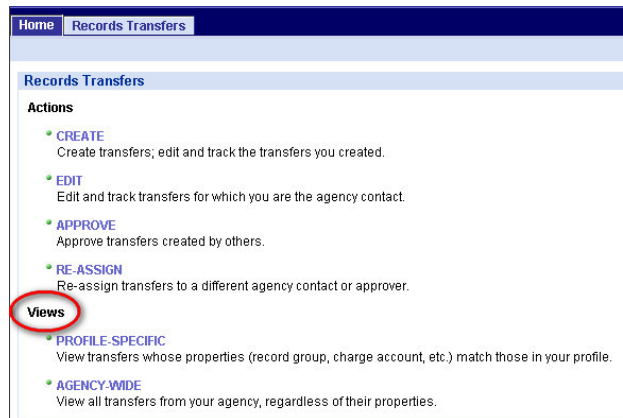 Home Records Transfers
Records Transfers
Actions
CREATE
Create transfers; edit and track the transfers you created.
EDIT
Edit and track transfers for which you are the agency contact.
APPROVE
Approve transfers created by others.
RE-ASSIGN
Re-assign transfers to a different agency contact or approver.
Views
PROFILE-SPECIFIC
View transfers whose properties (record group, charge account, etc.) match those in your profile.
AGENCY-WIDE
View all transfers from your agency, regardless of their properties.